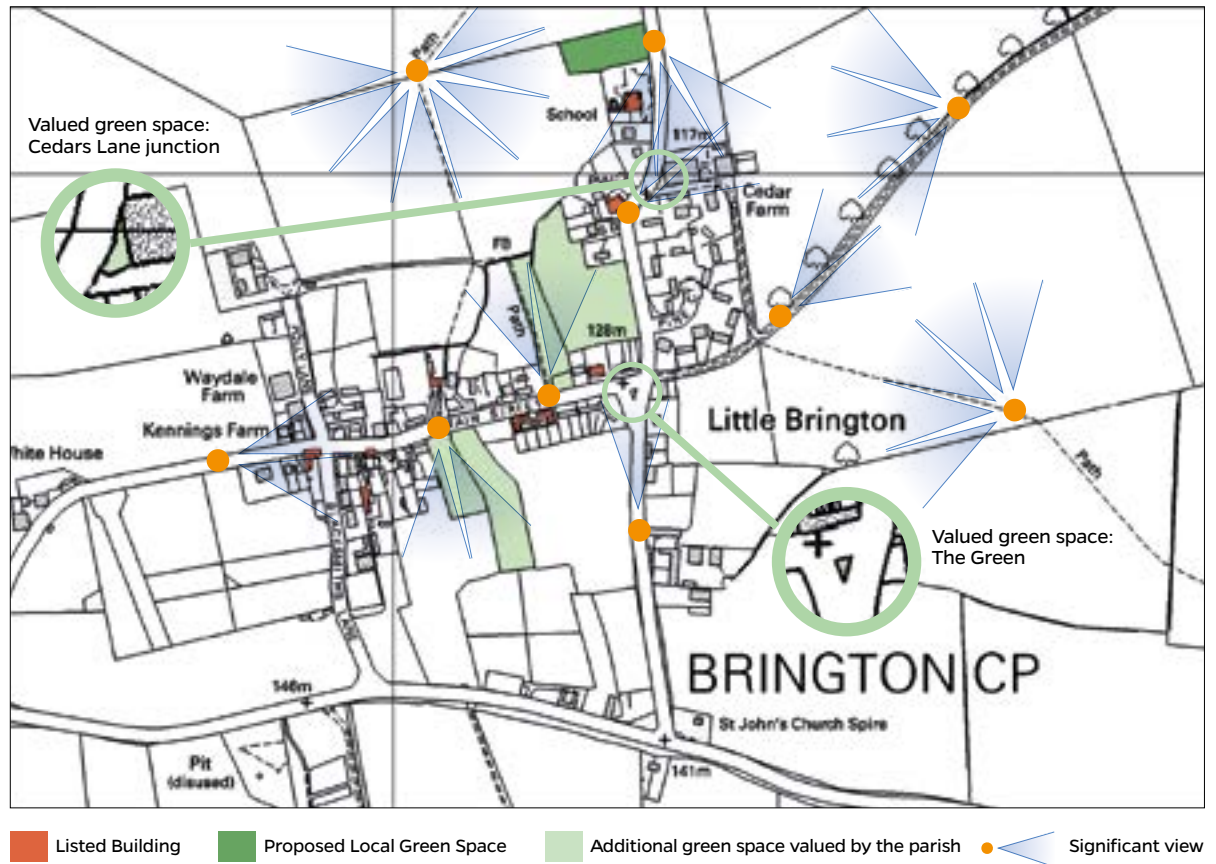 Path
School
Valued green space:
Cedars Lane junction
117m
Cedar
Farm
FB
Path
128m
Waydale
Farm
Kennings Farm
Little Brington
White House
Path
Valued green space:
The Green
BRINGTON CP
146m
St John's Church Spire
Pit
(disused)
141m
Listed Building
Proposed Local Green Space
Additional green space valued by the parish
Significant view